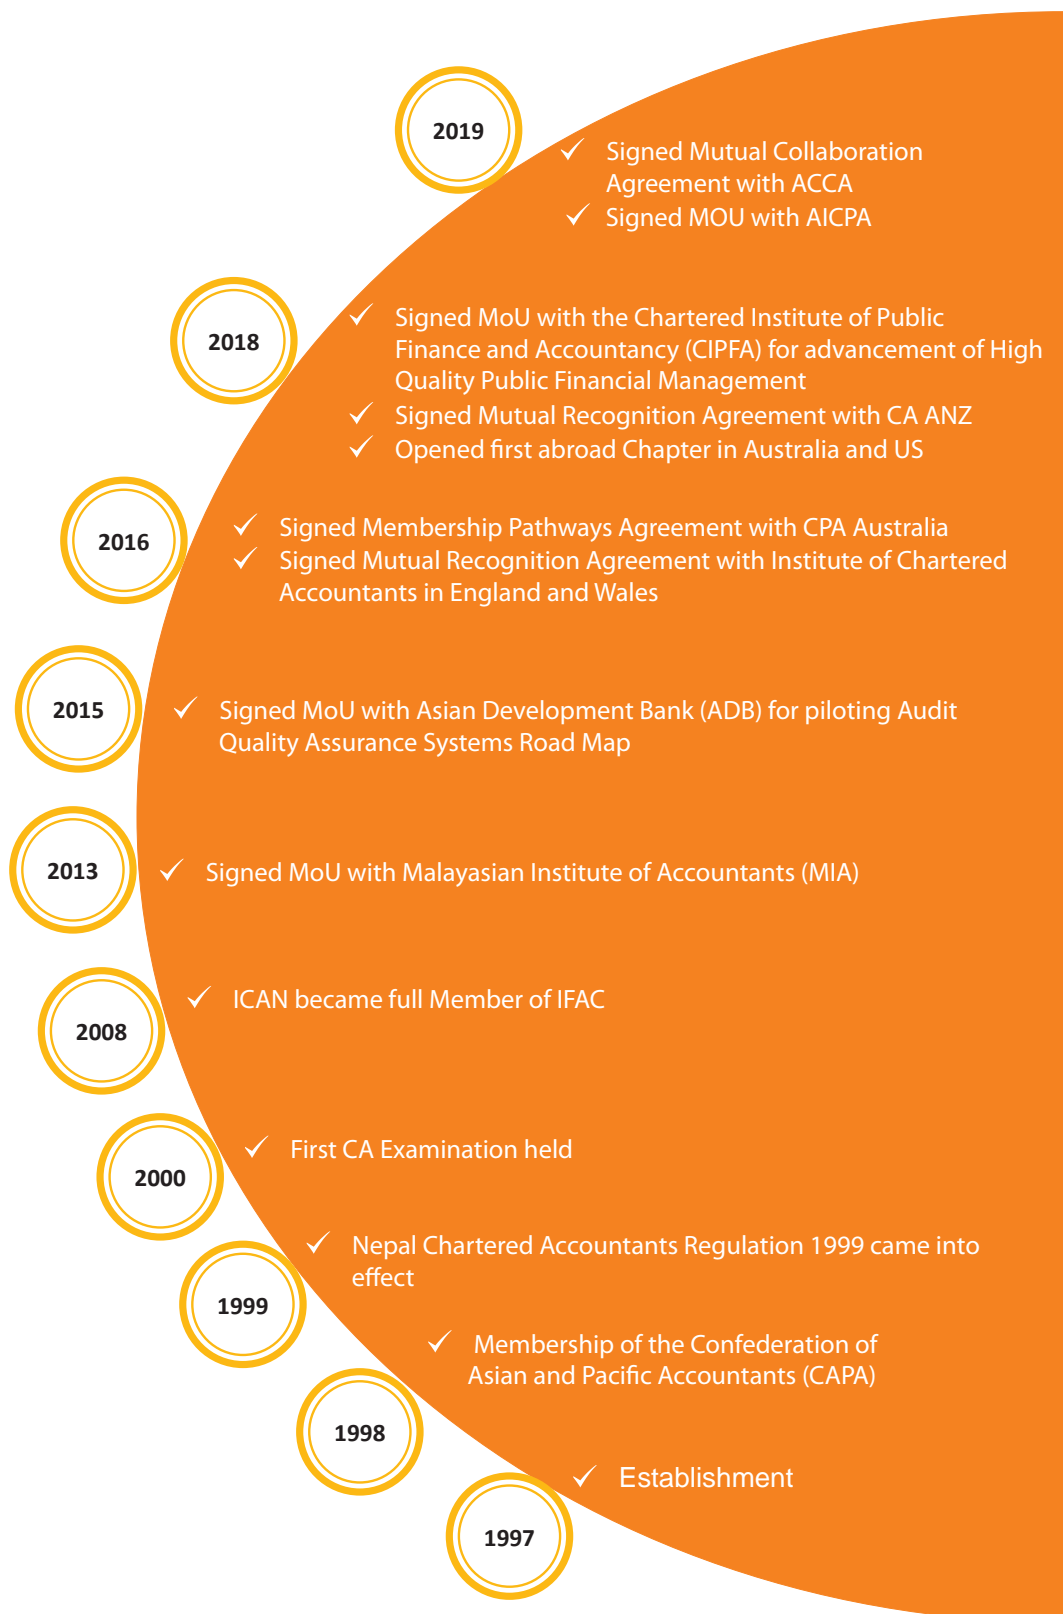 2019
Signed Mutual Collaboration
Agreement with ACCA
Signed MOU with AICPA
2018
Signed MoU with the Chartered Institute of Public
Finance and Accountancy (CIPFA) for advancement of High
Quality Public Financial Management
Signed Mutual Recognition Agreement with CA ANZ
Opened first abroad Chapter in Australia and US
2016
Signed Membership Pathways Agreement with CPA Australia
Signed Mutual Recognition Agreement with Institute of Chartered
Accountants in England and Wales
2015
Signed MoU with Asian Development Bank (ADB) for piloting Audit
Quality Assurance Systems Road Map
2013
Signed MoU with Malayasian Institute of Accountants (MIA)
2008
ICAN became full Member of IFAC
2000
First CA Examination held
1999
Nepal Chartered Accountants Regulation 1999 came into
effect
1998
Membership of the Confederation of
Asian and Pacific Accountants (CAPA)
1997
Establishment